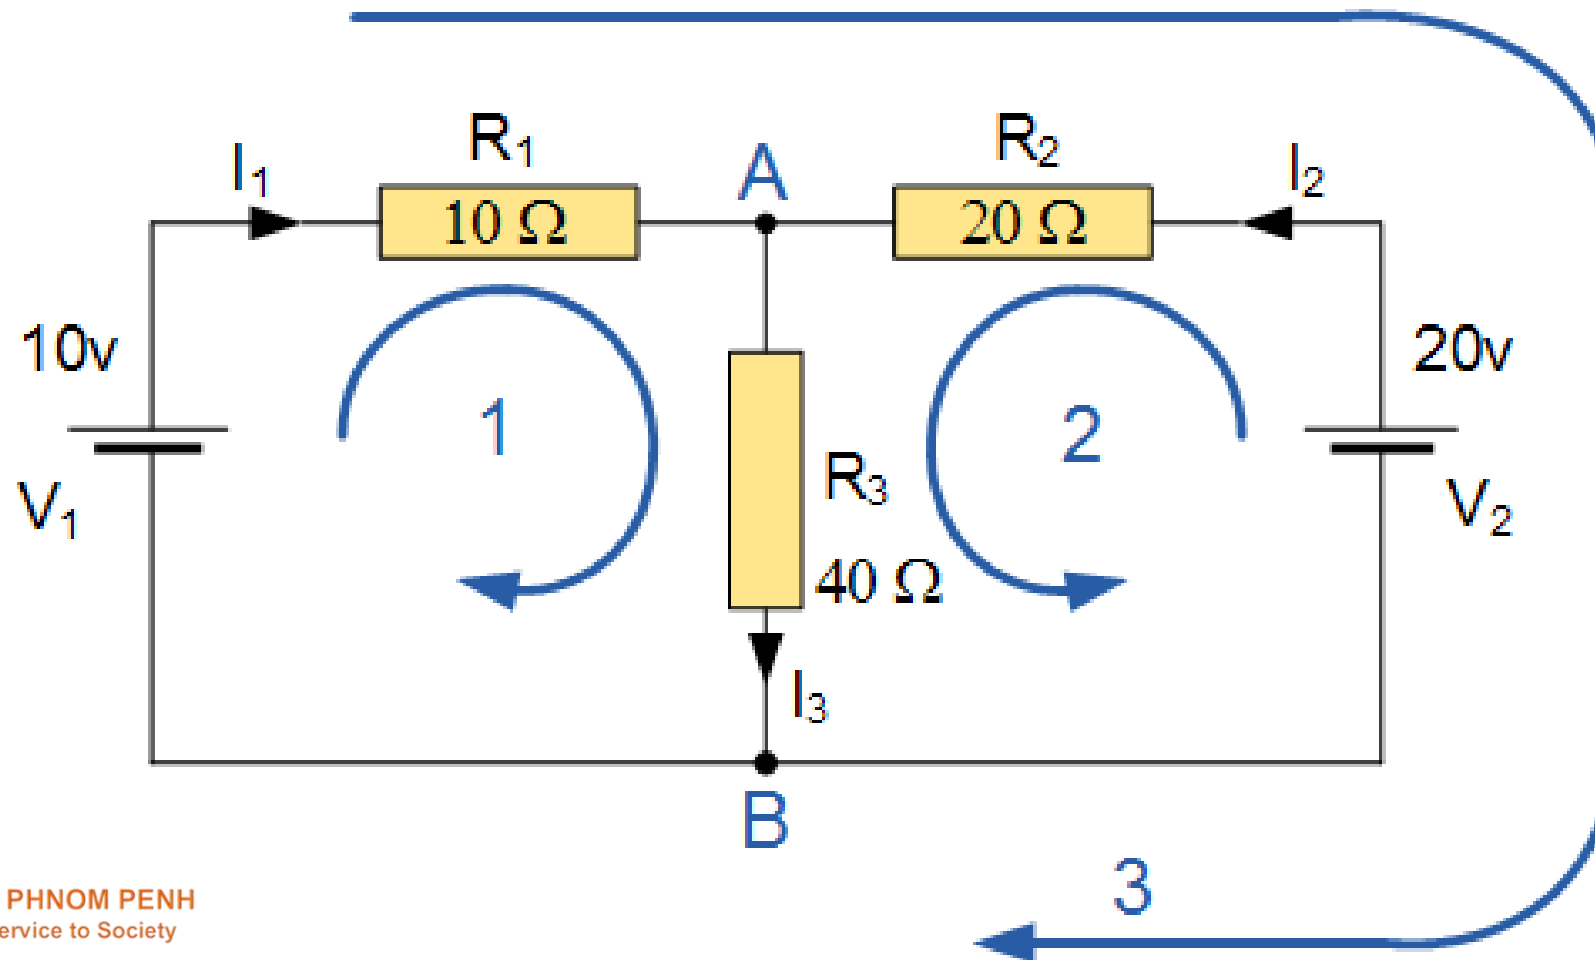 R1
A
R2
I1
I2
10 Ω
20 Ω
10v
20v
1
2
R3
V1
V2
40 Ω
I3
B
3
PHNOM PENH
ervice to Society